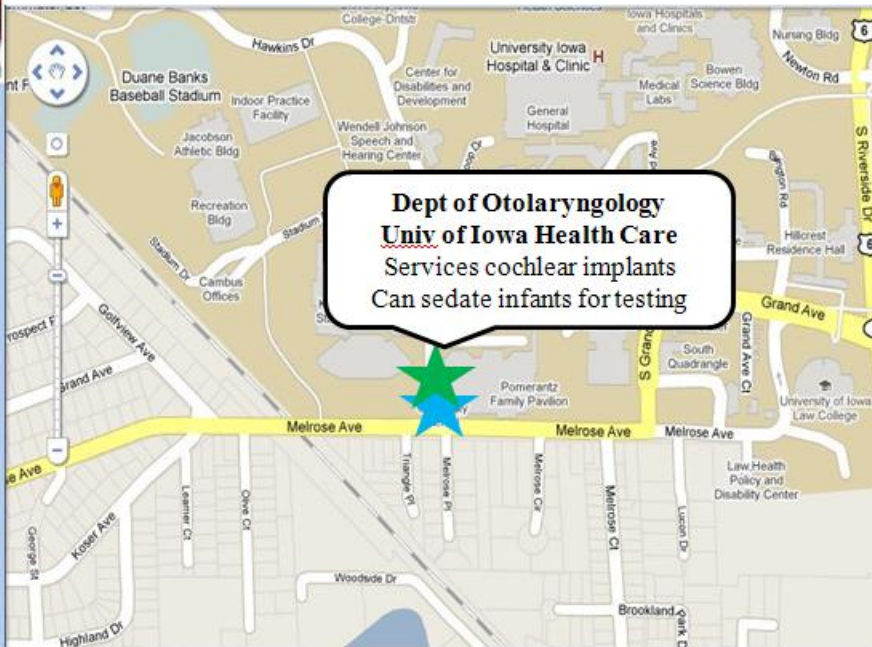 College-Dntstr
Iowa Hospitals
and Clinics
Nursing Bldg
6
Hawkins Dr
University Iowa
Hospital & Clinic
H
Newton Rd
Duane Banks
Baseball Stadium
Center for
Disabilities and
Development
Medical
Labs
Bowen
Science Bldg
Indoor Practice
Facility
General
Hospital
Jacobson
Athletic Bldg
Wendell Johnson
Speech and
Hearing Center
S Riverside Dr
Recreation
Bldg
Dept of Otolaryngology
Univ of Iowa Health Care
Services cochlear implants
Can sedate infants for testing
Stadium
Hillcrest
Residence Hall
6
Stadium Dr
Cambus
Offices
Grand Ave
Golfview Ave
Grand Ave
S Grand
South
Quadrangle
Grand Ave Ct
Pomerantz
Family Pavilion
University of Iowa
Law College
Melrose Ave
Melrose Ave
Melrose Ave
Law,Health
Policy and
Disability Center
Triangle Pl
Melrose Pl
Melrose Cir
Melrose Ct
Lucon Dr
Leamer Ct
Olive Ct
Koser Ave
George St
Woodside Dr
Brookland
Park D
Highland Dr